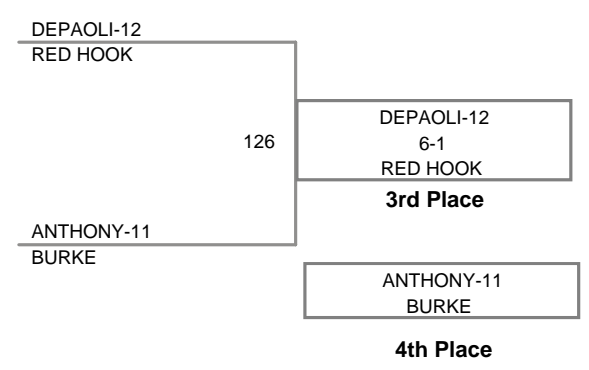 DEPAOLI-12
RED HOOK
126
DEPAOLI-12
6-1
RED HOOK
3rd Place
ANTHONY-11
BURKE
ANTHONY-11
BURKE
4th Place